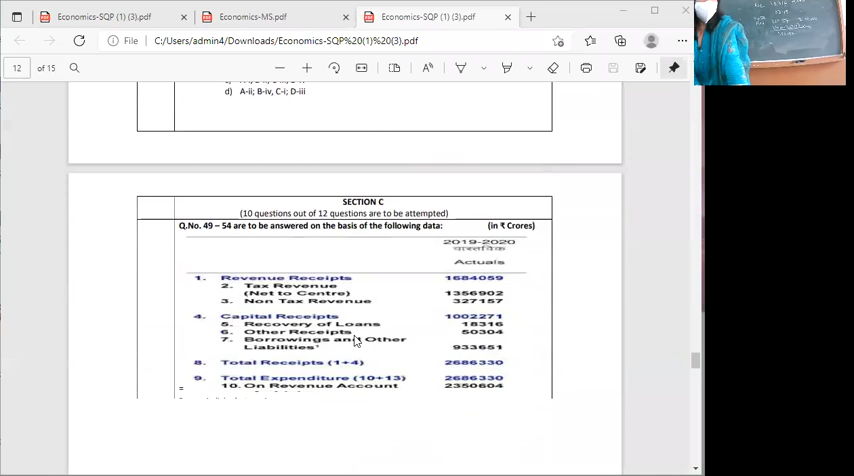 Economics-SQP (1) (3).pdf
Economics-MS.pdf
Economics-SQP (1) (3).pdf
File
C:/Users/admin4/Downloads/Economics-SQP%20(1)%20(3).pdf
12 of 15
d) A-ii; B-iv, C-i; D-iii
SECTION C
(10 questions out of 12 questions are to be attempted)
Q.No. 49 – 54 are to be answered on the basis of the following data: (in ₹ Crores)
2019-2020
वास्तविक
Actuals
1. Revenue Receipts 1684059
2. Tax Revenue
(Net to Centre) 1356902
3. Non Tax Revenue 327157
4. Capital Receipts 1002271
5. Recovery of Loans 18316
6. Other Receipts 50304
7. Borrowings and Other
Liabilities* 933651
8. Total Receipts (1+4) 2686330
9. Total Expenditure (10+13) 2686330
= 10. On Revenue Account 2350604